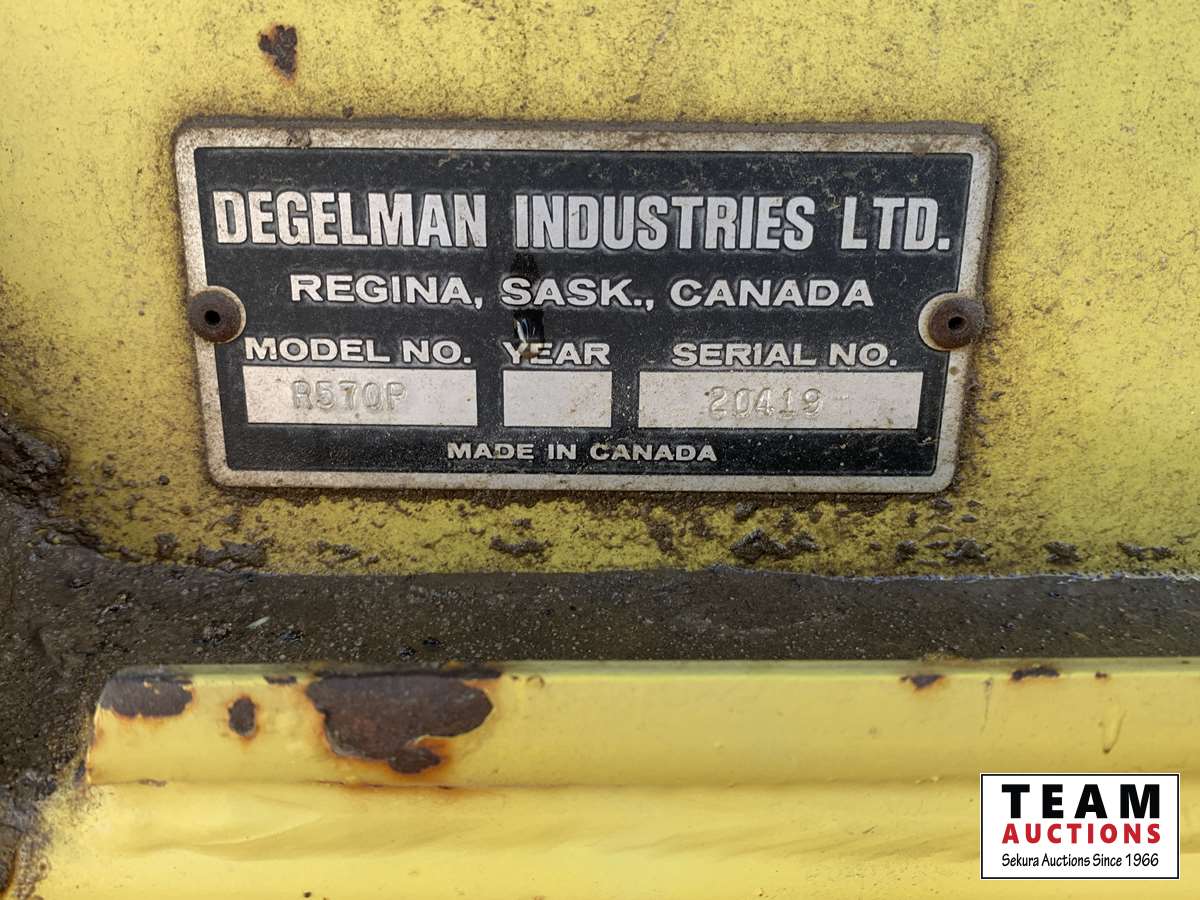 DEGELMAN INDUSTRIES LTD.
REGINA, SASK., CANADA
MODEL NO. YEAR SERIAL NO.
R570P 20419
MADE IN CANADA
TEAM
AUCTIONS
Sekura Auctions Since 1966